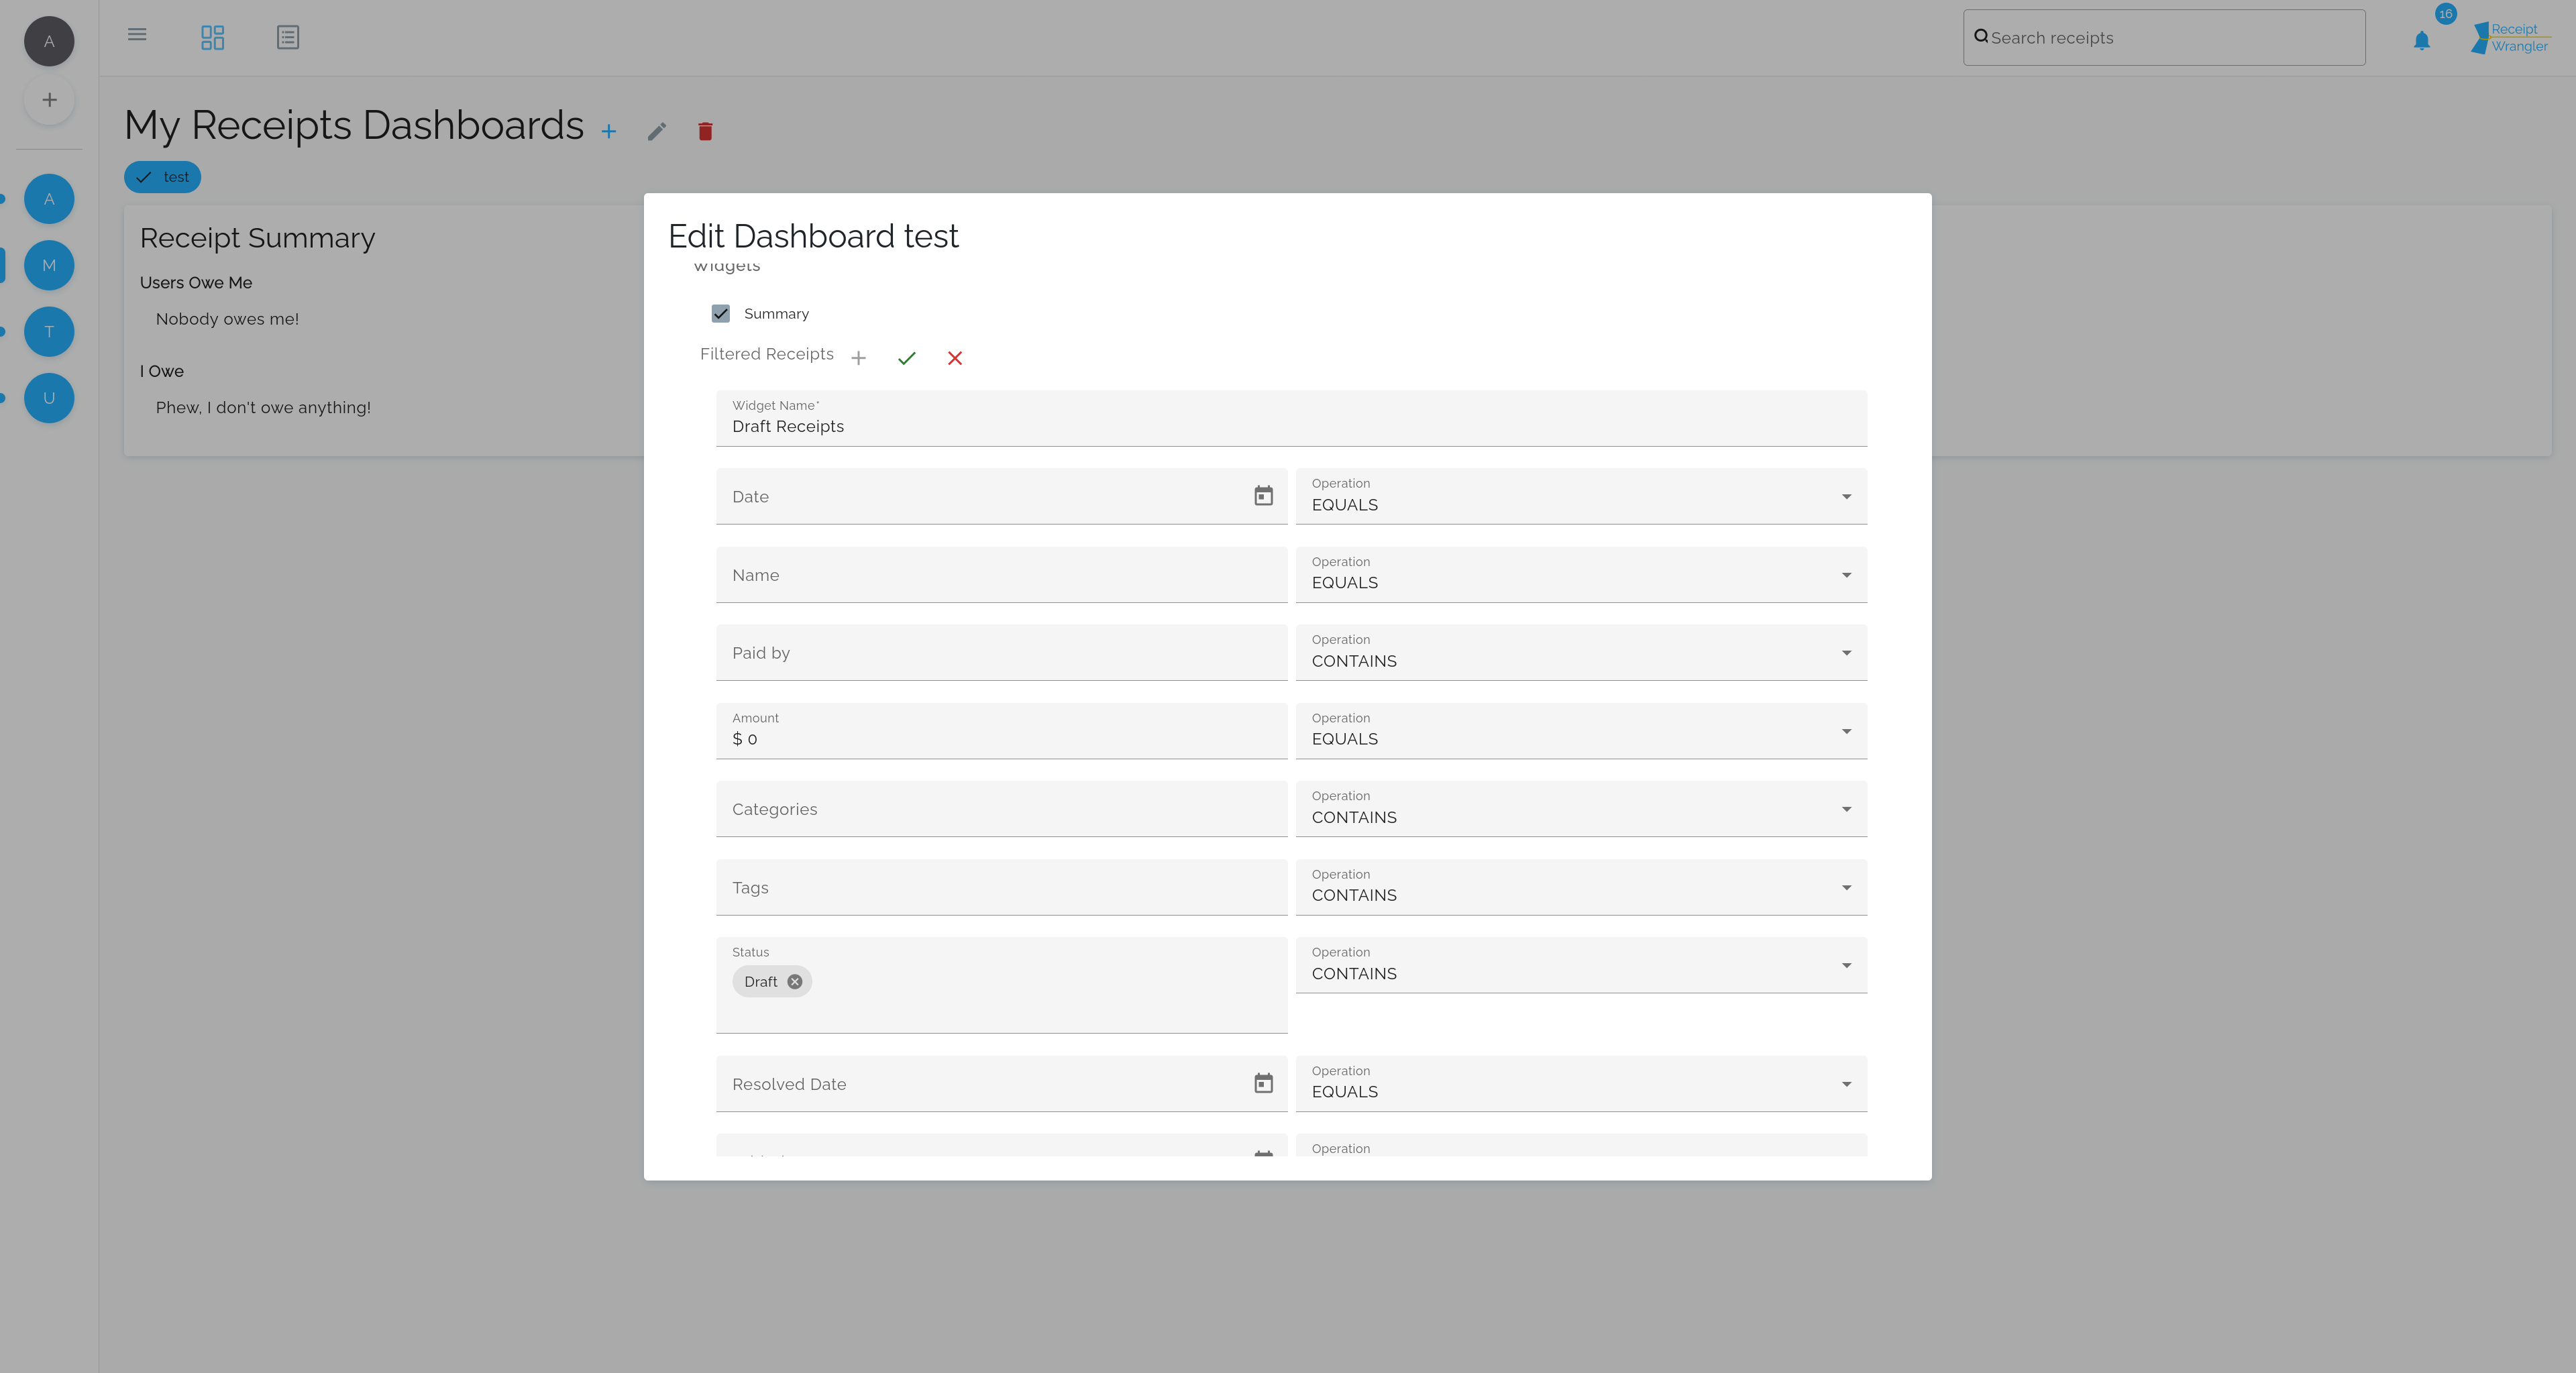 A
Search receipts
16
Receipt
Wrangler
My Receipts Dashboards
test
A
M
T
U
Receipt Summary
Users Owe Me
Nobody owes me!
I Owe
Phew, I don't owe anything!
Edit Dashboard test
Widgets
Summary
Filtered Receipts
Widget Name*
Draft Receipts
Date
Operation
EQUALS
Name
Operation
EQUALS
Paid by
Operation
CONTAINS
Amount
$ 0
Operation
EQUALS
Categories
Operation
CONTAINS
Tags
Operation
CONTAINS
Status
Draft
Operation
CONTAINS
Resolved Date
Operation
EQUALS
Operation